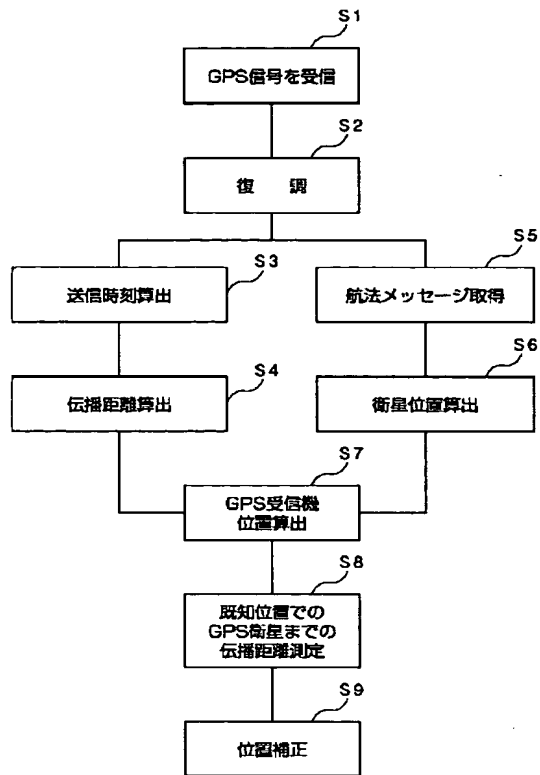 S1
GPS信号を受信
S2
復　調
S3
送信時刻算出
S5
航法メッセージ取得
S4
伝播距離算出
S6
衛星位置算出
S7
GPS受信機
位置算出
S8
既知位置での
GPS衛星までの
伝播距離測定
S9
位置補正